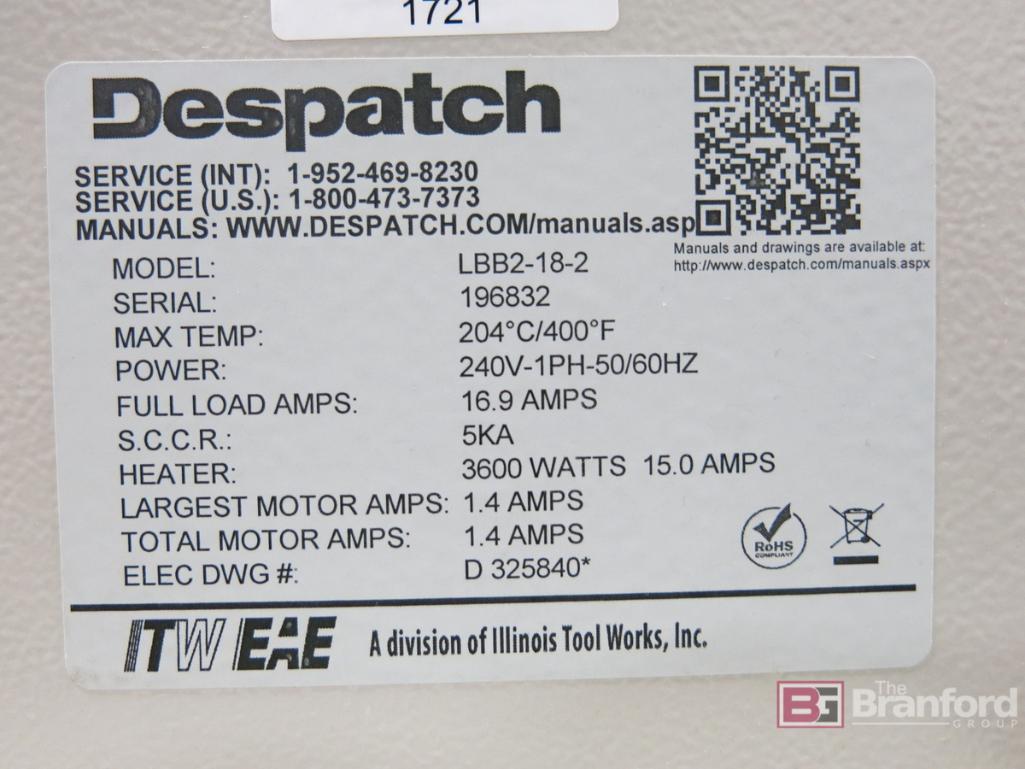 1721
Despatch
SERVICE (INT): 1-952-469-8230
SERVICE (U.S.): 1-800-473-7373
MANUALS: WWW.DESPATCH.COM/manuals.asp
Manuals and drawings are available at:
http://www.despatch.com/manuals.aspx
MODEL: LBB2-18-2
SERIAL: 196832
MAX TEMP: 204°C/400°F
POWER: 240V-1PH-50/60HZ
FULL LOAD AMPS: 16.9 AMPS
S.C.C.R.: 5KA
HEATER: 3600 WATTS 15.0 AMPS
LARGEST MOTOR AMPS: 1.4 AMPS
TOTAL MOTOR AMPS: 1.4 AMPS
ELEC DWG #: D 325840*
RoHS
COMPLIANT
ITW EAE A division of Illinois Tool Works, Inc.
BG The Branford
GROUP